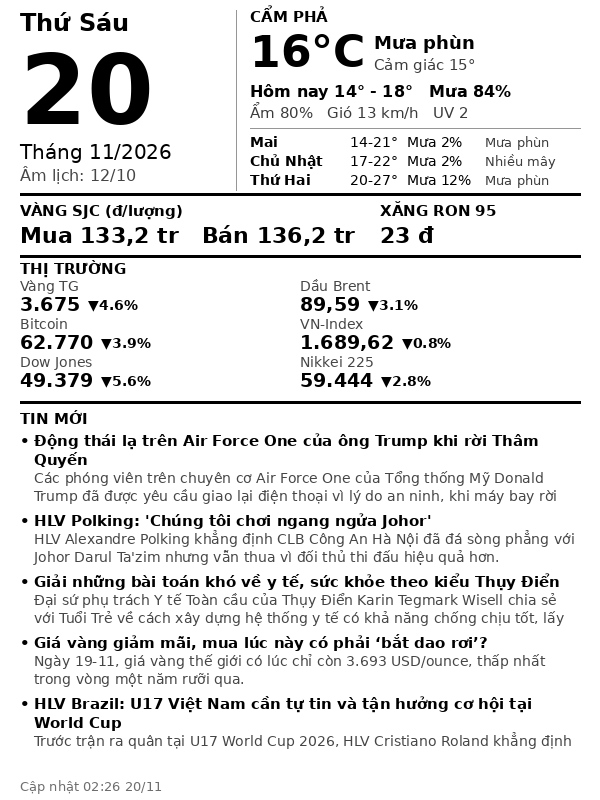 Thứ Sáu
20
Tháng 11/2026
Âm lịch: 12/10
CẨM PHẢ
16°C Mưa phùn
Cảm giác 15°
Hôm nay 14° - 18° Mưa 84%
Ẩm 80% Gió 13 km/h UV 2
Mai 14-21° Mưa 2% Mưa phùn
Chủ Nhật 17-22° Mưa 2% Nhiều mây
Thứ Hai 20-27° Mưa 12% Mưa phùn
VÀNG SJC (đ/lượng) XĂNG RON 95
Mua 133,2 tr Bán 136,2 tr 23 đ
THỊ TRƯỜNG
Vàng TG Dầu Brent
3.675 ▼4.6% 89,59 ▼3.1%
Bitcoin VN-Index
62.770 ▼3.9% 1.689,62 ▼0.8%
Dow Jones Nikkei 225
49.379 ▼5.6% 59.444 ▼2.8%
TIN MỚI
• Động thái lạ trên Air Force One của ông Trump khi rời Thâm
Quyến
Các phóng viên trên chuyên cơ Air Force One của Tổng thống Mỹ Donald
Trump đã được yêu cầu giao lại điện thoại vì lý do an ninh, khi máy bay rời
• HLV Polking: 'Chúng tôi chơi ngang ngửa Johor'
HLV Alexandre Polking khẳng định CLB Công An Hà Nội đã đá sòng phẳng với
Johor Darul Ta'zim nhưng vẫn thua vì đối thủ thi đấu hiệu quả hơn.
• Giải những bài toán khó về y tế, sức khỏe theo kiểu Thụy Điển
Đại sứ phụ trách Y tế Toàn cầu của Thụy Điển Karin Tegmark Wisell chia sẻ
với Tuổi Trẻ về cách xây dựng hệ thống y tế có khả năng chống chịu tốt, lấy
• Giá vàng giảm mãi, mua lúc này có phải ‘bắt dao rơi’?
Ngày 19-11, giá vàng thế giới có lúc chỉ còn 3.693 USD/ounce, thấp nhất
trong vòng một năm rưỡi qua.
• HLV Brazil: U17 Việt Nam cần tự tin và tận hưởng cơ hội tại
World Cup
Trước trận ra quân tại U17 World Cup 2026, HLV Cristiano Roland khẳng định
Cập nhật 02:26 20/11